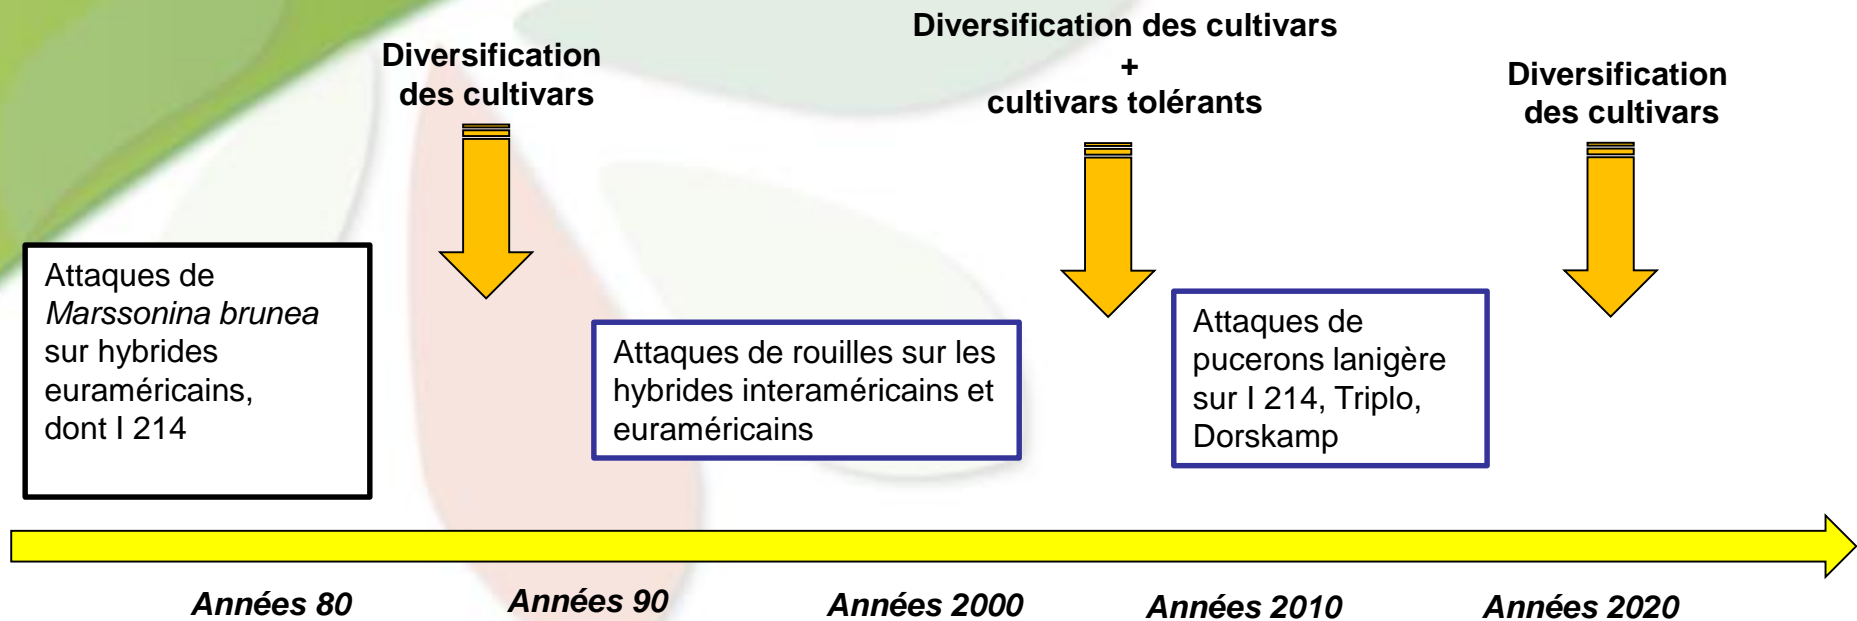 Diversification
des cultivars
Diversification des cultivars
+
cultivars tolérants
Diversification
des cultivars
Attaques de
Marssonina brunea
sur hybrides
euraméricains,
dont I 214
Attaques de rouilles sur les
hybrides interaméricains et
euraméricains
Attaques de
pucerons lanigère
sur I 214, Triplo,
Dorskamp
Années 80
Années 90
Années 2000
Années 2010
Années 2020